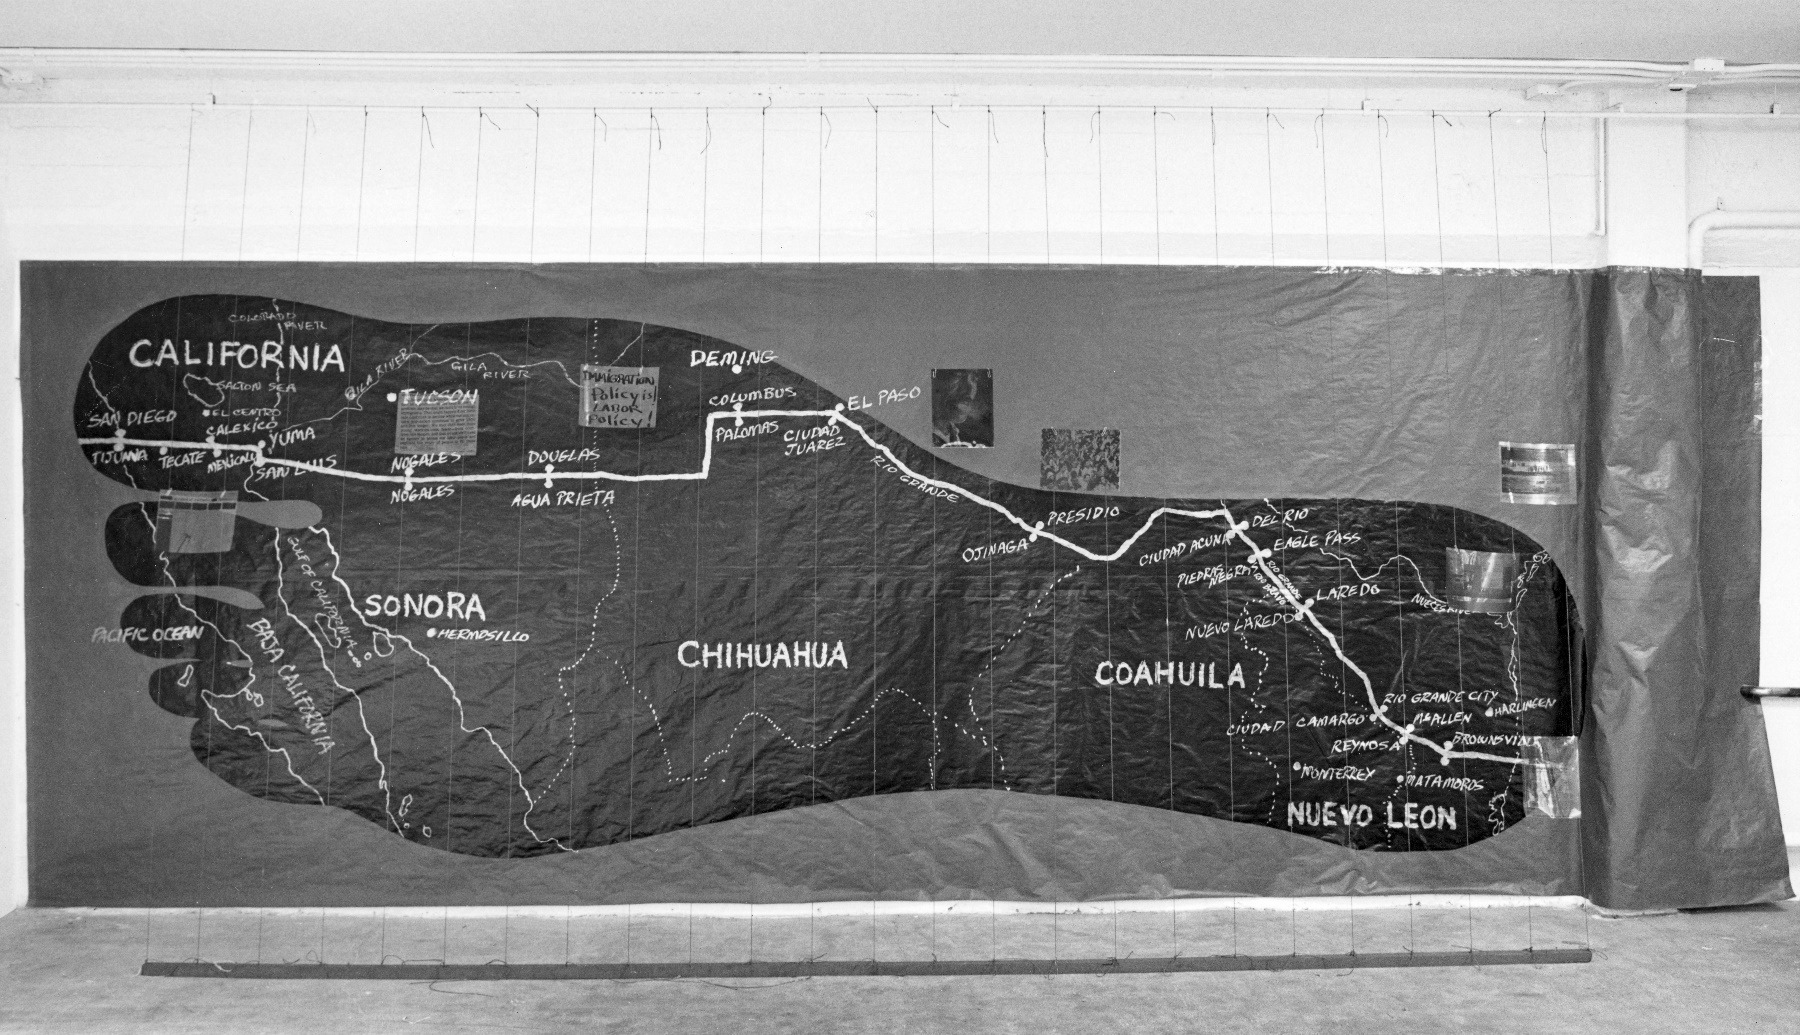 COLORADO
RIVER
CALIFORNIA
SALTON SEA
GILA RIVER
GILA
RIVER
TUCSON
IMMIGRATION
Policy is
LABOR
Policy!
SAN DIEGO
EL CENTRO
CALEXICO
YUMA
TIJUANA
TECATE
MEXICALI
SAN LUIS
NOGALES
NOGALES
DOUGLAS
AGUA PRIETA
DEMING
COLUMBUS
PALOMAS
EL PASO
CIUDAD
JUAREZ
RIO GRANDE
PRESIDIO
OJINAGA
DEL RIO
CIUDAD ACUNA
EAGLE PASS
PIEDRAS
NEGRAS
RIO GRANDE
RIO BRAVO
LAREDO
NUEVO LAREDO
NUECES RIVER
GULF OF CALIFORNIA
SONORA
HERMOSILLO
PACIFIC OCEAN
BAJA CALIFORNIA
CHIHUAHUA
COAHUILA
RIO GRANDE CITY
CIUDAD CAMARGO
McALLEN
HARLINGEN
REYNOSA
BROWNSVILLE
MONTERREY
MATAMOROS
NUEVO LEON